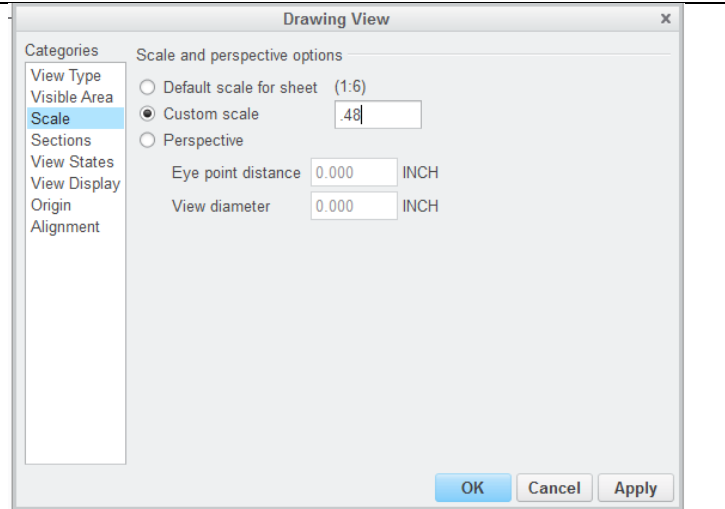 Drawing View x
Categories
View Type
Visible Area
Scale
Sections
View States
View Display
Origin
Alignment
Scale and perspective options
Default scale for sheet (1:6)
Custom scale .48
Perspective
Eye point distance 0.000 INCH
View diameter 0.000 INCH
OK Cancel Apply